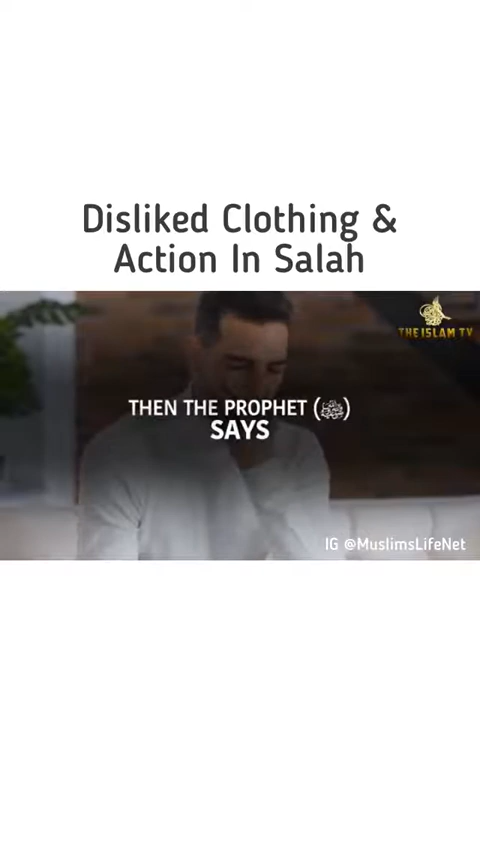 Disliked Clothing &
Action In Salah
THE ISLAM TV
THEN THE PROPHET (ﷺ)
SAYS
IG @MuslimsLifeNet